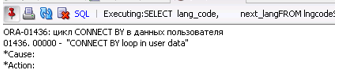 SQL | Executing:SELECT lang_code, next_langFROM lngcodeS
ORA-01436: цикл CONNECT BY в данных пользователя
01436. 00000 - "CONNECT BY loop in user data"
*Cause:
*Action: